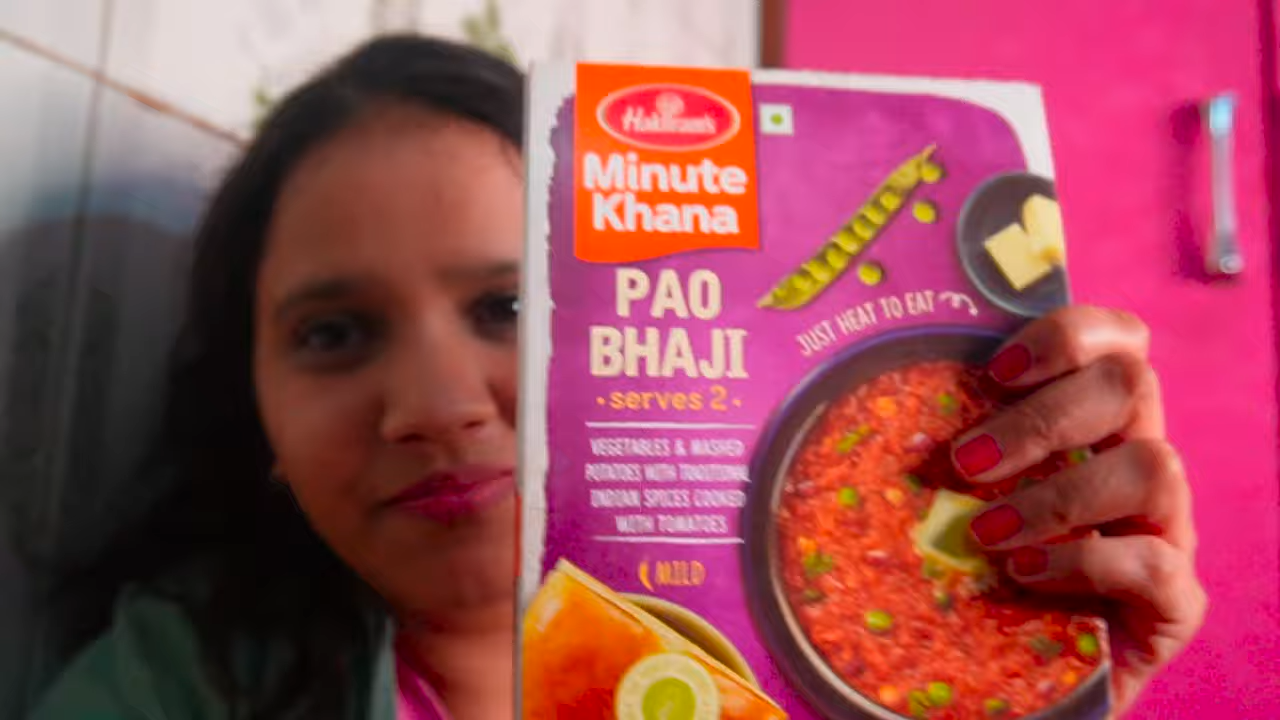 Haldiram's
Minute
Khana
PAO
BHAJI
• serves 2 •
JUST HEAT TO EAT
VEGETABLES & MASHED
POTATOES WITH TRADITIONAL
INDIAN SPICES COOKED
WITH TOMATOES
MILD